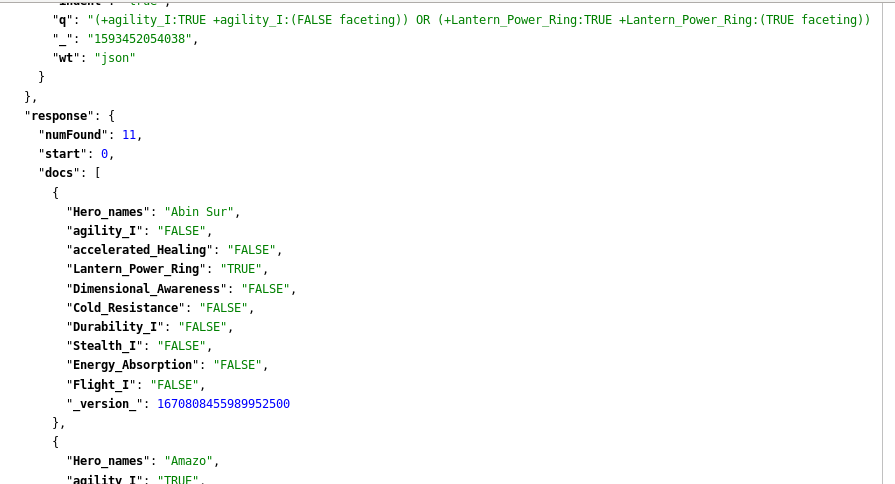 "indent": "true",
"q": "(+agility_I:TRUE +agility_I:(FALSE faceting)) OR (+Lantern_Power_Ring:TRUE +Lantern_Power_Ring:(TRUE faceting))
"_": "1593452054038",
"wt": "json"
}
},
"response": {
"numFound": 11,
"start": 0,
"docs": [
{
"Hero_names": "Abin Sur",
"agility_I": "FALSE",
"accelerated_Healing": "FALSE",
"Lantern_Power_Ring": "TRUE",
"Dimensional_Awareness": "FALSE",
"Cold_Resistance": "FALSE",
"Durability_I": "FALSE",
"Stealth_I": "FALSE",
"Energy_Absorption": "FALSE",
"Flight_I": "FALSE",
"_version_": 1670808455989952500
},
{
"Hero_names": "Amazo",
"agility_I": "TRUE",